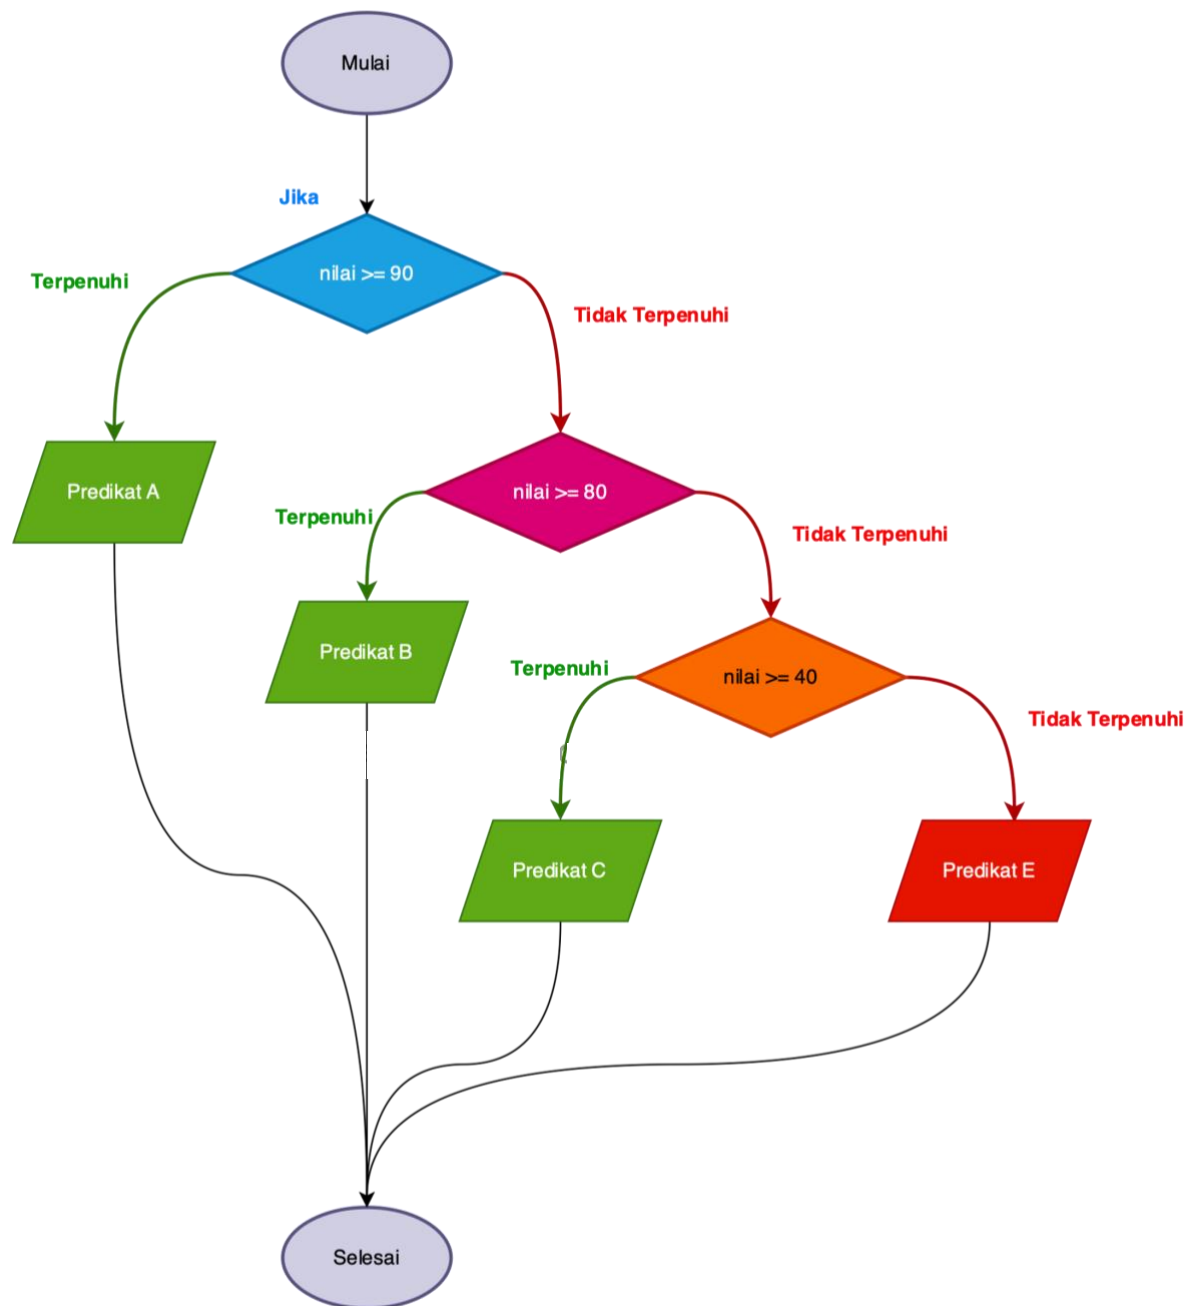 Mulai
Jika
nilai >= 90
Terpenuhi
Tidak Terpenuhi
Predikat A
nilai >= 80
Terpenuhi
Tidak Terpenuhi
Predikat B
nilai >= 40
Terpenuhi
Tidak Terpenuhi
Predikat C
Predikat E
Selesai